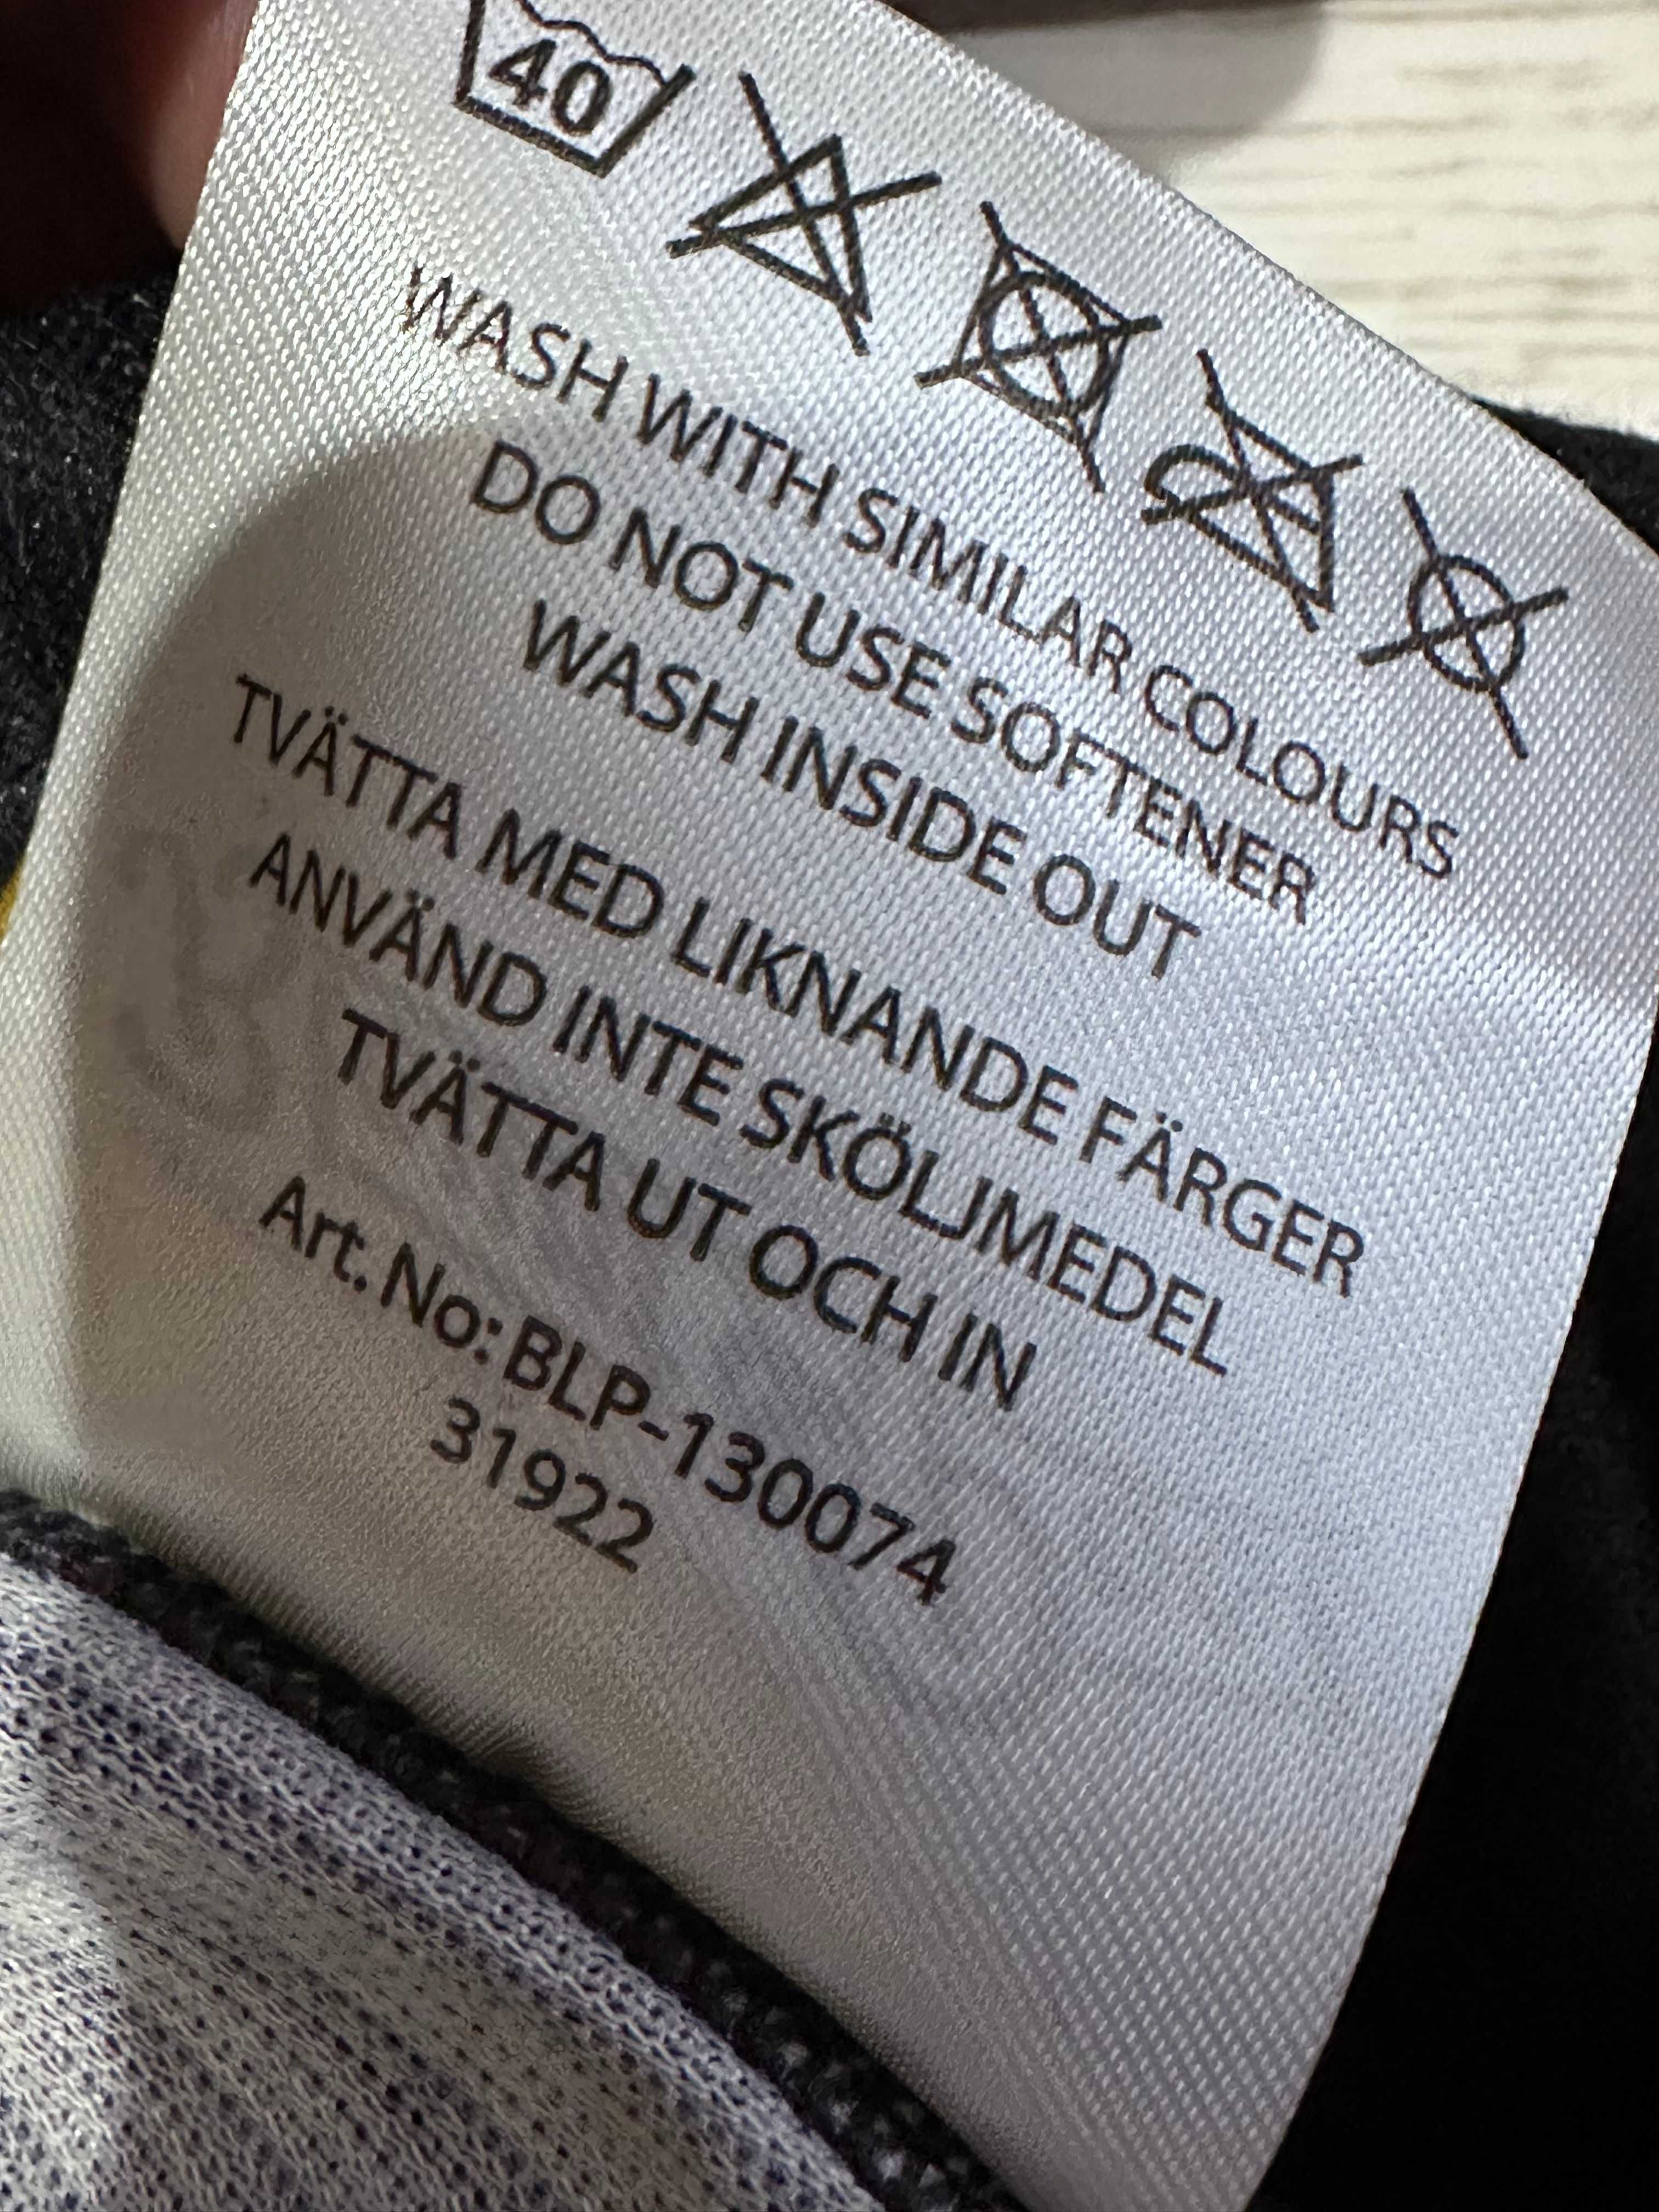 40
WASH WITH SIMILAR COLOURS
DO NOT USE SOFTENER
WASH INSIDE OUT
TVÄTTA MED LIKNANDE FÄRGER
ANVÄND INTE SKÖLJMEDEL
TVÄTTA UT OCH IN
Art. No: BLP-130074
31922